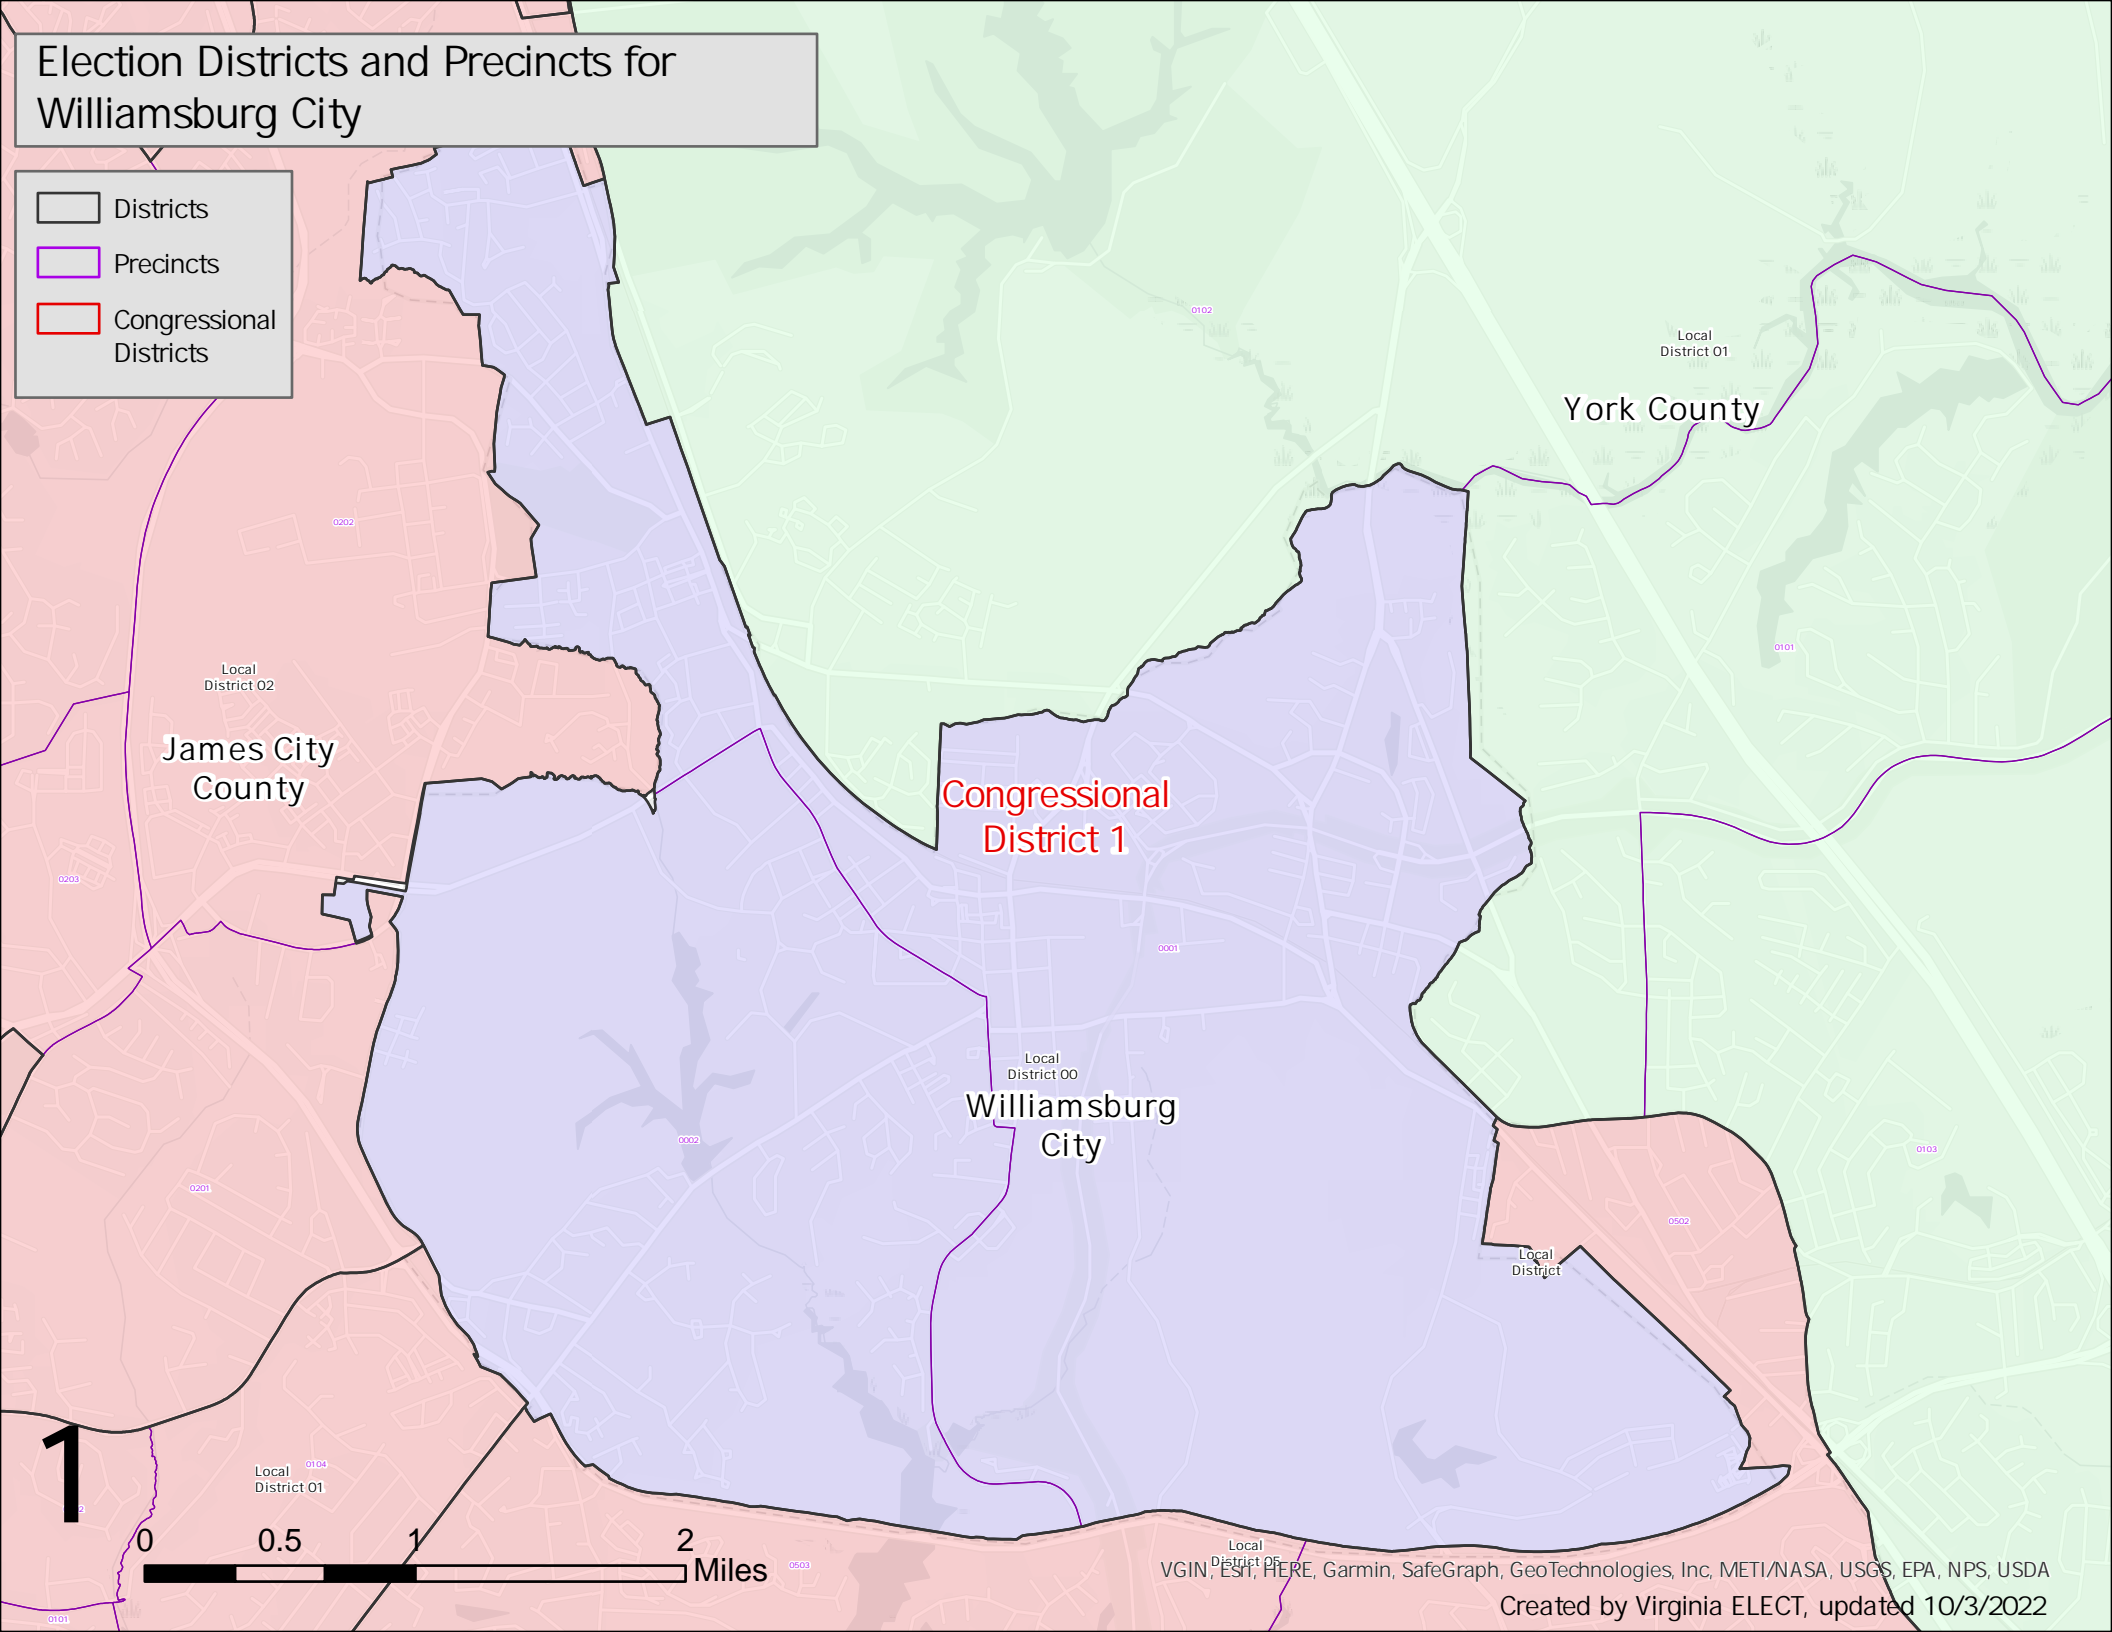 Election Districts and Precincts for
Williamsburg City
Districts
Precincts
Congressional
Districts
0102
Local
District 01
York County
0202
0101
Local
District 02
James City
County
Congressional
District 1
0203
0001
Local
District 00
Williamsburg
City
0002
0103
0201
0502
Local
District
1
Local
District 01
0104
0 0.5 1 2
Miles
0503
Local
District 05
VGIN, Esri, HERE, Garmin, SafeGraph, GeoTechnologies, Inc, METI/NASA, USGS, EPA, NPS, USDA
Created by Virginia ELECT, updated 10/3/2022
0101